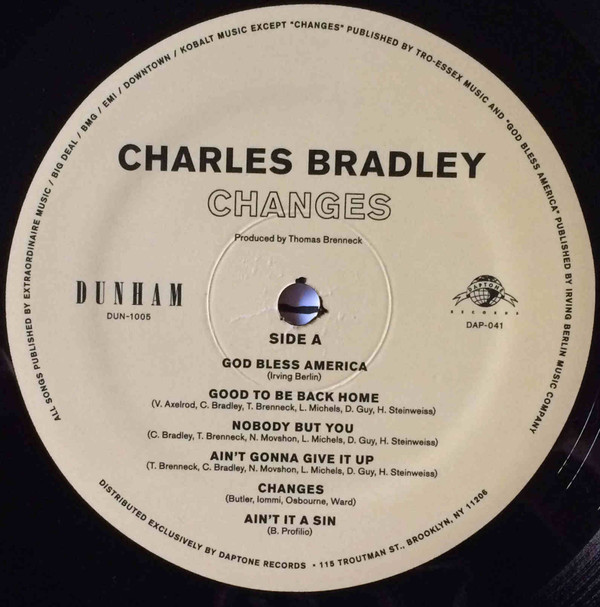 ALL SONGS PUBLISHED BY EXTRAORDINAIRE MUSIC / BIG DEAL / BMG / EMI / DOWNTOWN / KOBALT MUSIC EXCEPT "CHANGES" PUBLISHED BY TRO-ESSEX MUSIC AND "GOD BLESS AMERICA" PUBLISHED BY IRVING BERLIN MUSIC COMPANY
CHARLES BRADLEY
CHANGES
Produced by Thomas Brenneck
DUNHAM
DUN-1005
DAPTONE
RECORDS
DAP-041
SIDE A
GOD BLESS AMERICA
(Irving Berlin)
GOOD TO BE BACK HOME
(V. Axelrod, C. Bradley, T. Brenneck, L. Michels, D. Guy, H. Steinweiss)
NOBODY BUT YOU
(C. Bradley, T. Brenneck, N. Movshon, L. Michels, D. Guy, H. Steinweiss)
AIN'T GONNA GIVE IT UP
(T. Brenneck, C. Bradley, N. Movshon, L. Michels, D. Guy, H. Steinweiss)
CHANGES
(Butler, Iommi, Osbourne, Ward)
AIN'T IT A SIN
(B. Profilio)
DISTRIBUTED EXCLUSIVELY BY DAPTONE RECORDS • 115 TROUTMAN ST., BROOKLYN, NY 11206